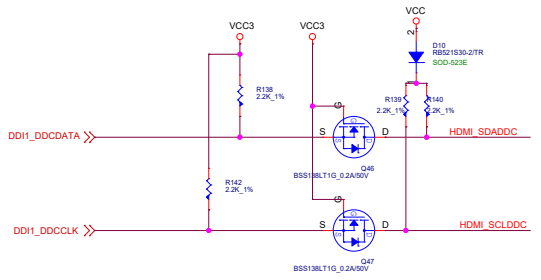 VCC3
VCC3
VCC
2
D10
RB521S30-2/TR
SOD-523E
R138
2.2K_1%
R139
2.2K_1%
R140
2.2K_1%
G
DDI1_DDCDATA
S
D
HDMI_SDADDC
Q46
BSS138LT1G_0.2A/50V
R142
2.2K_1%
G
DDI1_DDCCLK
S
D
HDMI_SCLDDC
Q47
BSS138LT1G_0.2A/50V